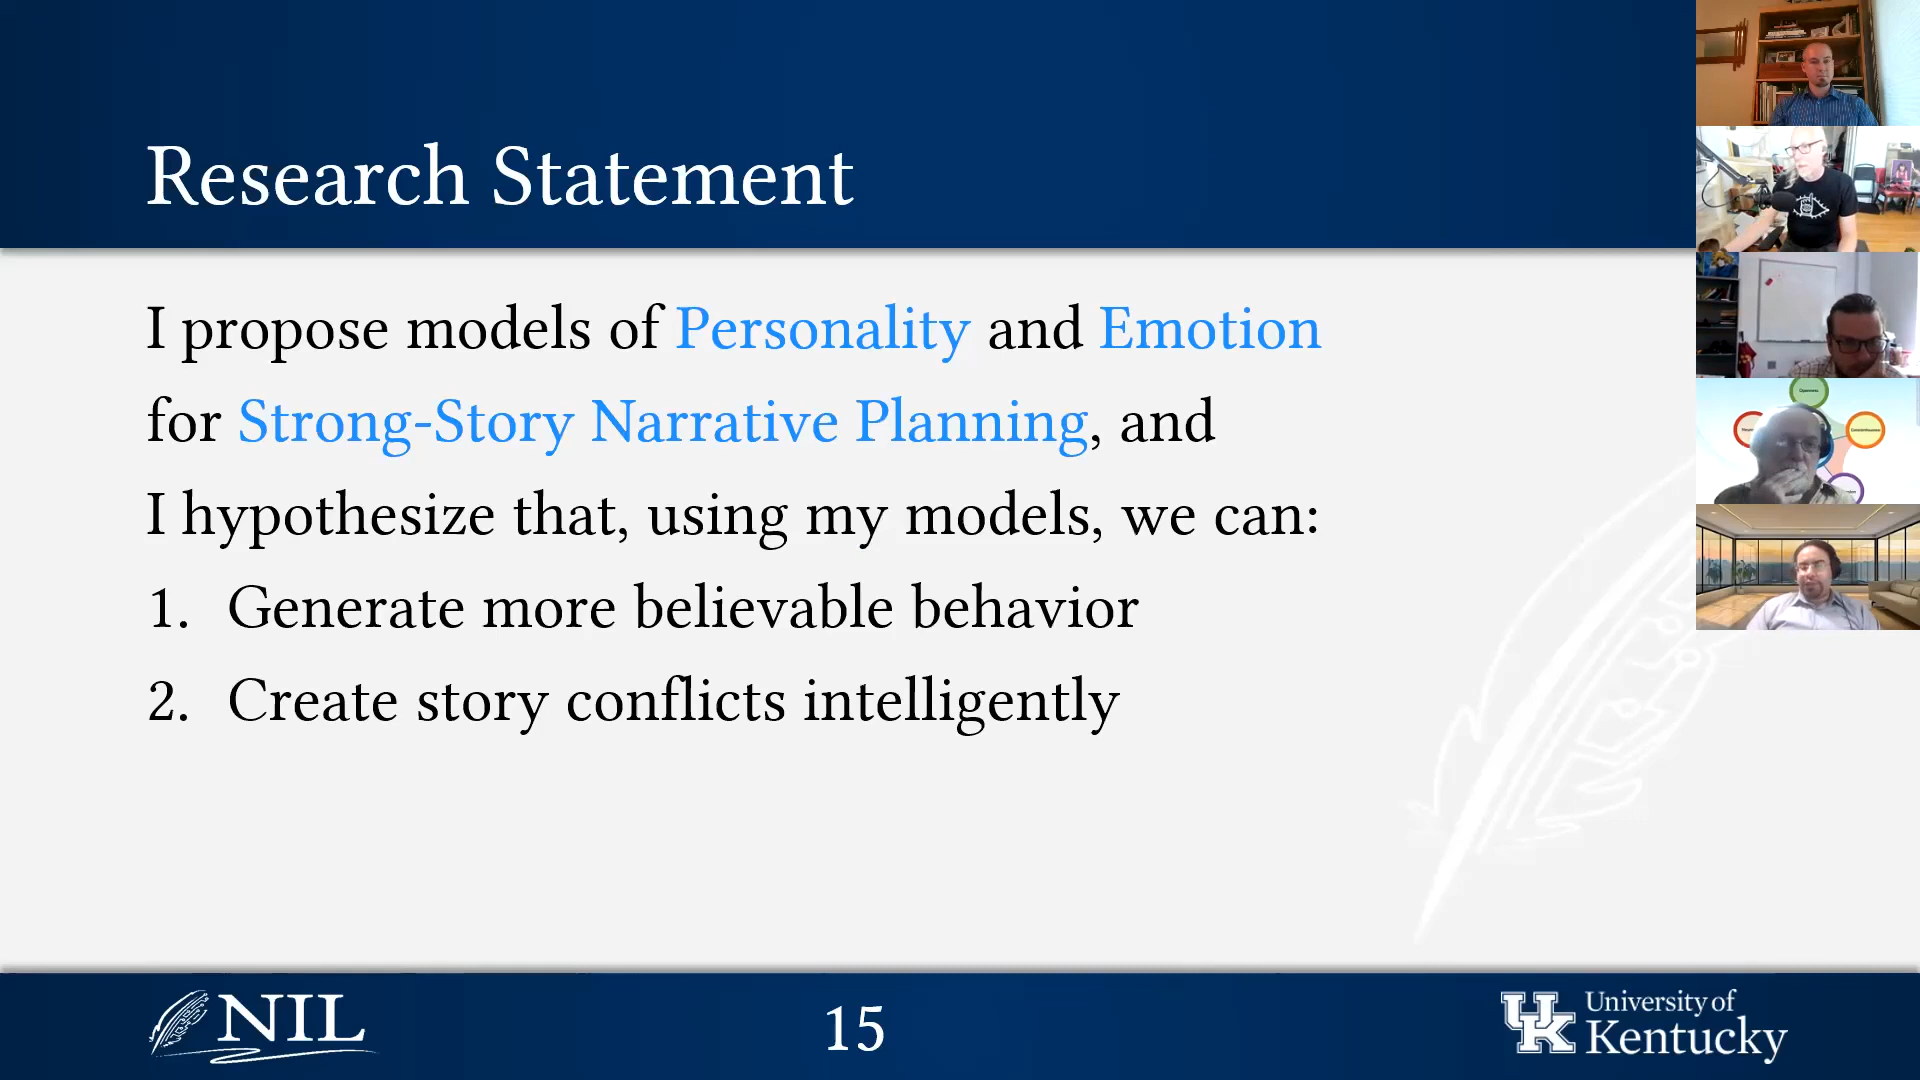 Research Statement
I propose models of Personality and Emotion
for Strong-Story Narrative Planning, and
I hypothesize that, using my models, we can:
1. Generate more believable behavior
2. Create story conflicts intelligently
NIL
15
UK
University of
Kentucky